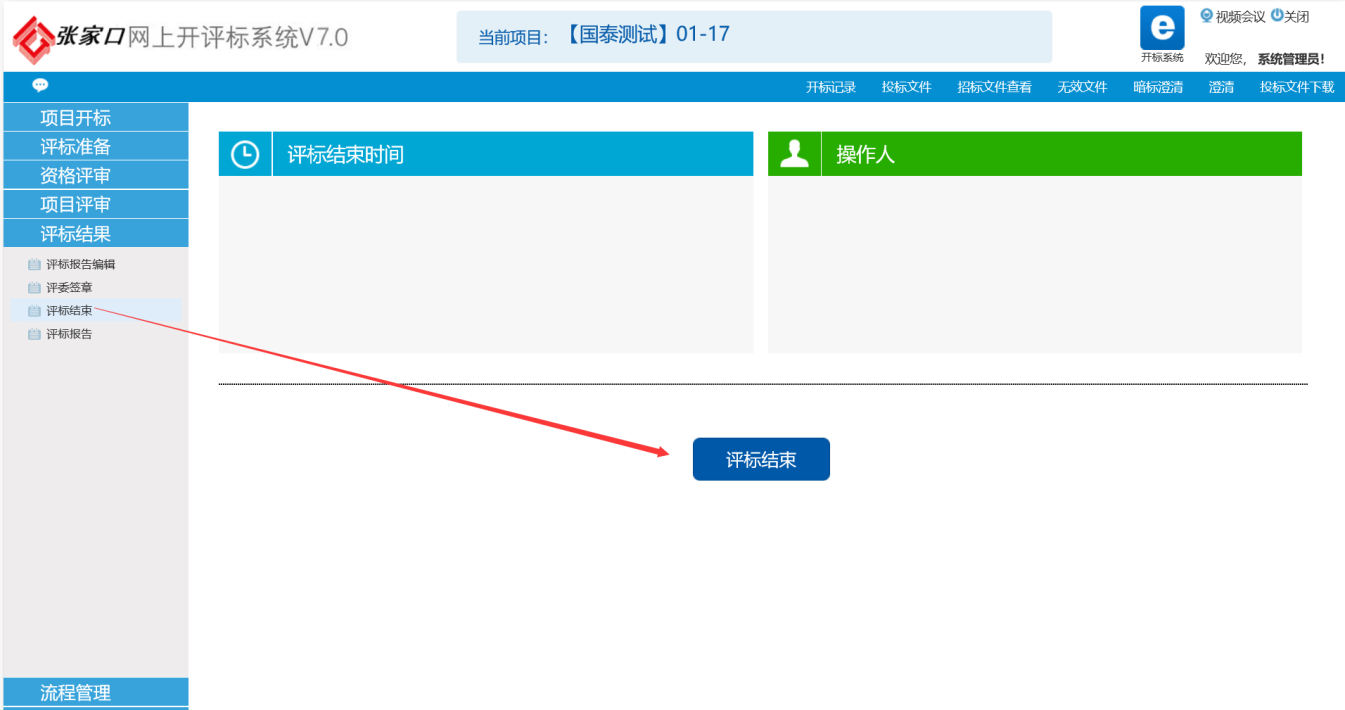 张家口网上开评标系统V7.0
当前项目：【国泰测试】01-17
e
开标系统
视频会议 关闭
欢迎您，系统管理员!
开标记录 投标文件 招标文件查看 无效文件 暗标澄清 澄清 投标文件下载
项目开标
评标准备
资格评审
项目评审
评标结果
评标报告编辑
评委签章
评标结束
评标报告
流程管理
评标结束时间
操作人
评标结束